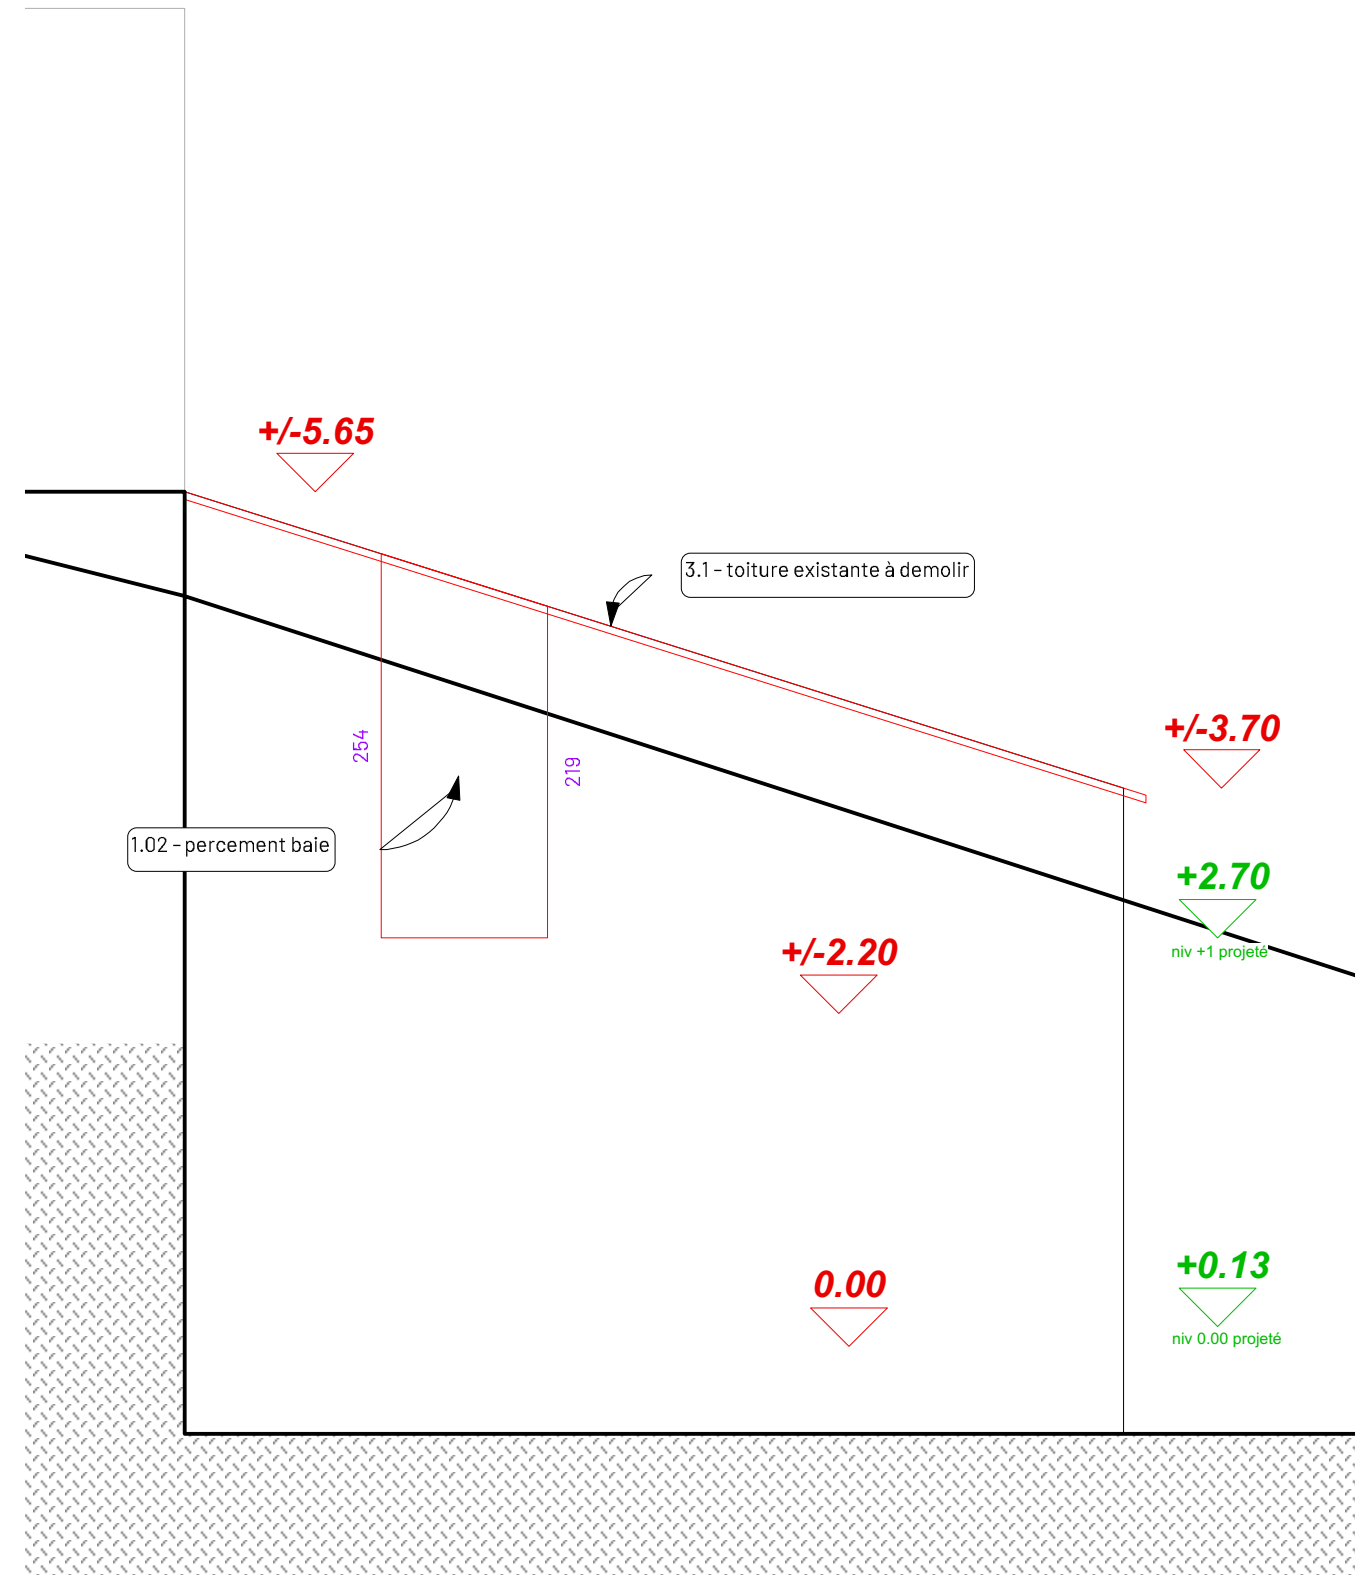 +/-5.65
3.1 - toiture existante à demolir
+/-3.70
254
219
1.02 - percement baie
+2.70
niv +1 projeté
+/-2.20
+0.13
0.00
niv 0.00 projeté